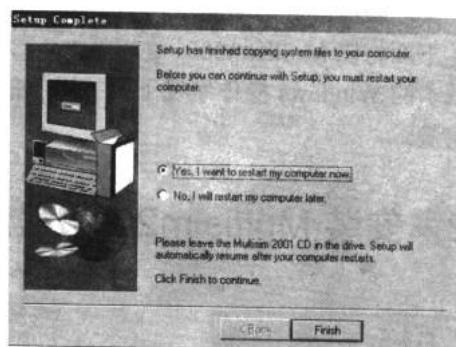 Setup Complete
Setup has finished copying system files to your computer.
Before you can continue with Setup, you must restart your
computer.
Yes, I want to restart my computer now.
No, I will restart my computer later.
Please leave the Multisim 2001 CD in the drive. Setup will
automatically resume after your computer restarts.
Click Finish to continue.
< Back
Finish